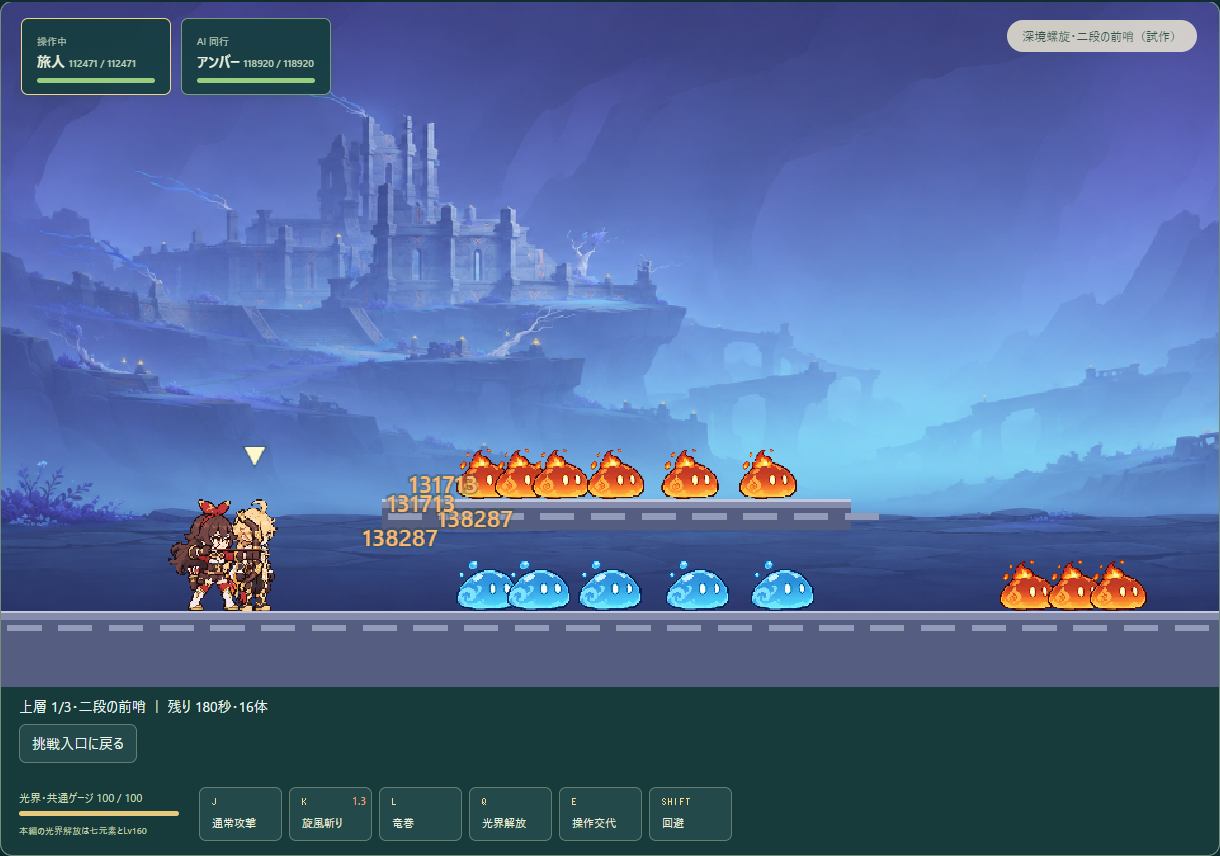 操作中
旅人 112471 / 112471
AI 同行
アンバー 118920 / 118920
深境螺旋・二段の前哨（試作）
131713
131713
138287
138287
上層 1/3・二段の前哨 | 残り 180秒・16体
挑戦入口に戻る
光界・共通ゲージ 100 / 100
本編の光界解放は七元素とLv160
J
通常攻撃
K 1.3
旋風斬り
L
竜巻
Q
光界解放
E
操作交代
SHIFT
回避